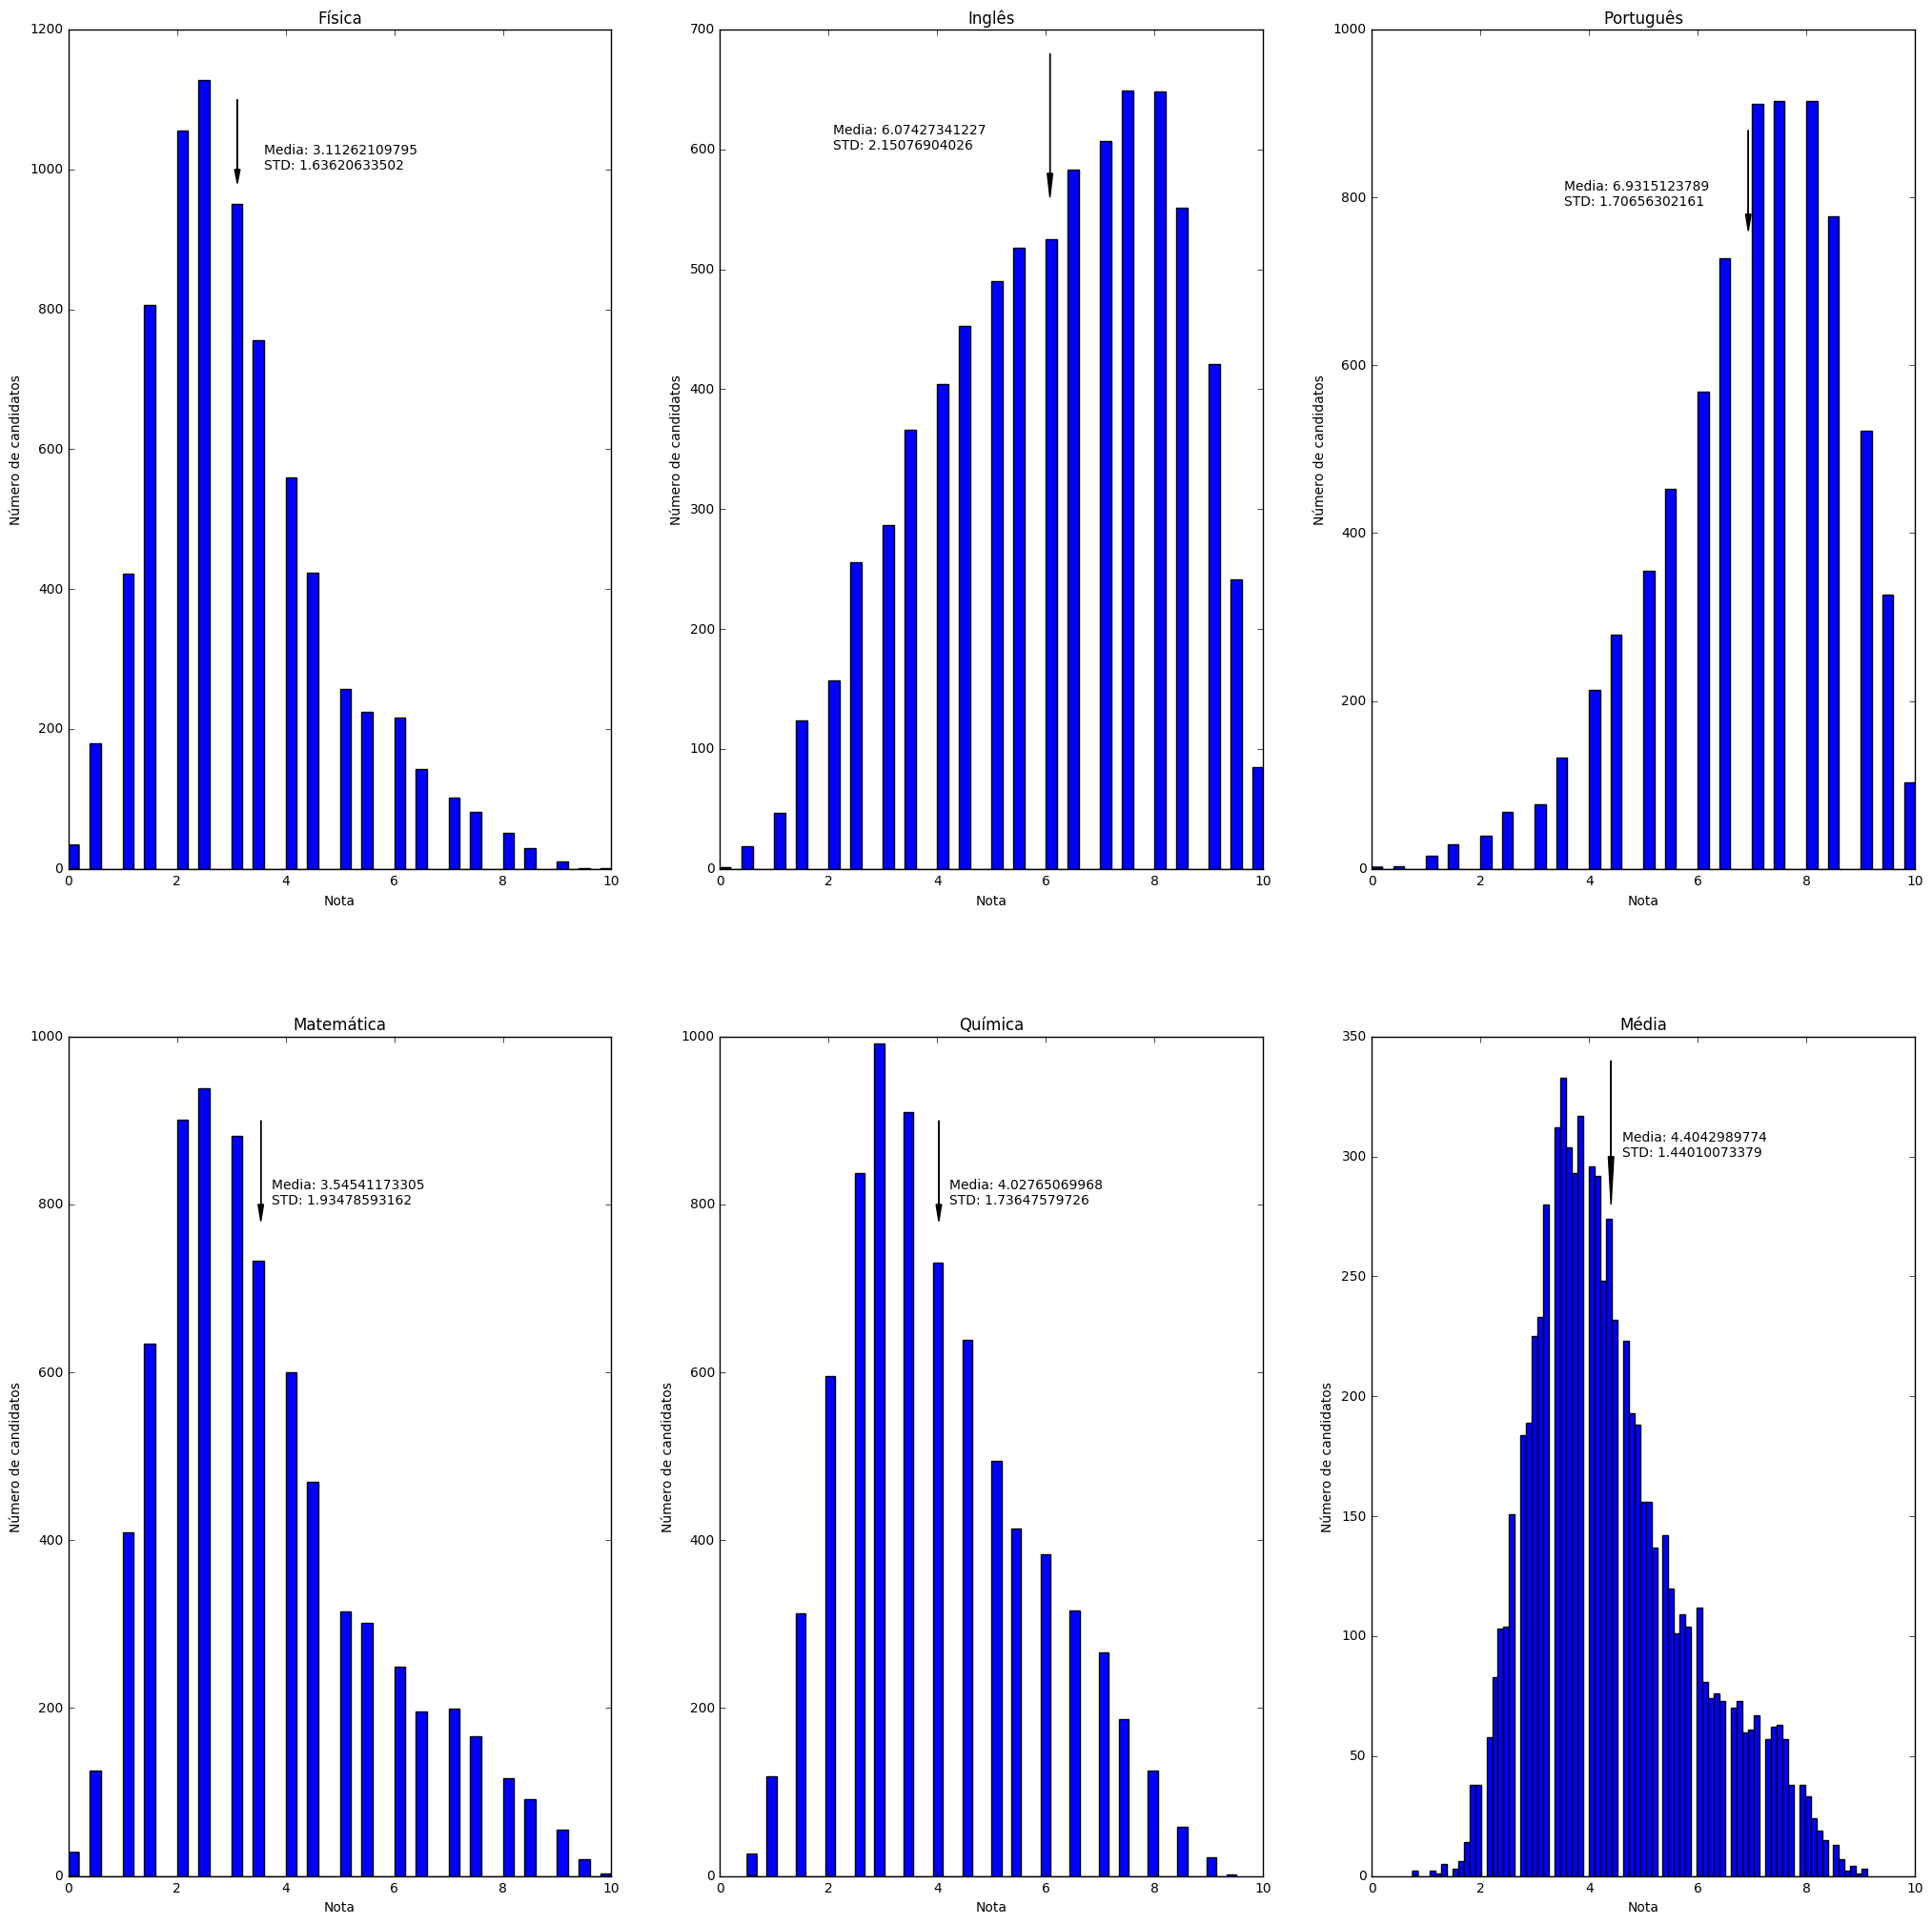 Física
1200
1000
800
600
400
200
0
Número de candidatos
Media: 3.11262109795
STD: 1.63620633502
0 2 4 6 8 10
Nota
Inglês
700
600
500
400
300
200
100
0
Número de candidatos
Media: 6.07427341227
STD: 2.15076904026
0 2 4 6 8 10
Nota
Português
1000
800
600
400
200
0
Número de candidatos
Media: 6.9315123789
STD: 1.70656302161
0 2 4 6 8 10
Nota
Matemática
1000
800
600
400
200
0
Número de candidatos
Media: 3.54541173305
STD: 1.93478593162
0 2 4 6 8 10
Nota
Química
1000
800
600
400
200
0
Número de candidatos
Media: 4.02765069968
STD: 1.73647579726
0 2 4 6 8 10
Nota
Média
350
300
250
200
150
100
50
0
Número de candidatos
Media: 4.4042989774
STD: 1.44010073379
0 2 4 6 8 10
Nota